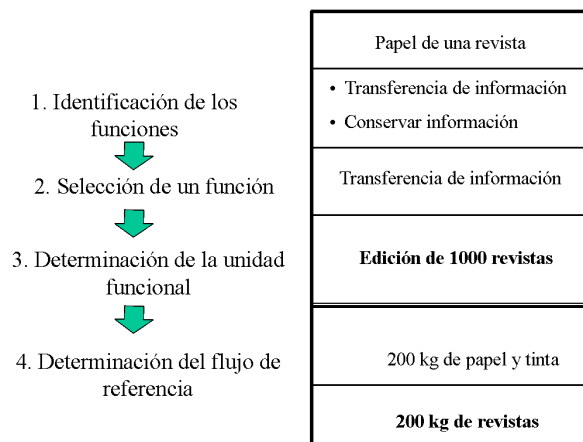 Papel de una revista
1. Identificación de los
funciones
• Transferencia de información
• Conservar información
2. Selección de un función
Transferencia de información
3. Determinación de la unidad
funcional
Edición de 1000 revistas
4. Determinación del flujo de
referencia
200 kg de papel y tinta
200 kg de revistas